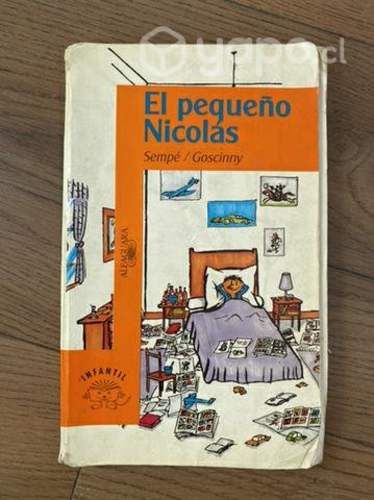 yapo.cl
El pequeño
Nicolás
Sempé / Goscinny
ALFAGUARA
INFANTIL